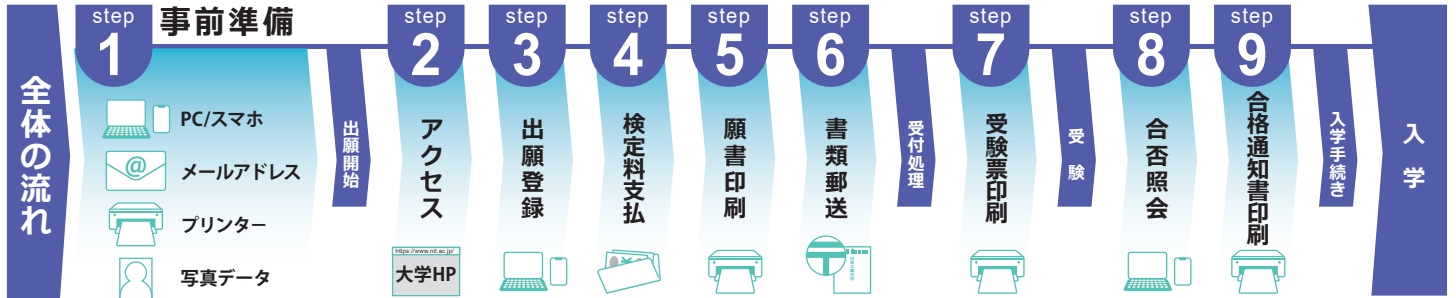 全体の流れ
step
1
事前準備
PC/スマホ
メールアドレス
プリンター
写真データ
出願開始
step
2
アクセス
https://www.nit.ac.jp/
大学HP
step
3
出願登録
step
4
検定料支払
step
5
願書印刷
step
6
書類郵送
受付処理
step
7
受験票印刷
受験
step
8
合否照会
step
9
合格通知書印刷
入学手続き
入学